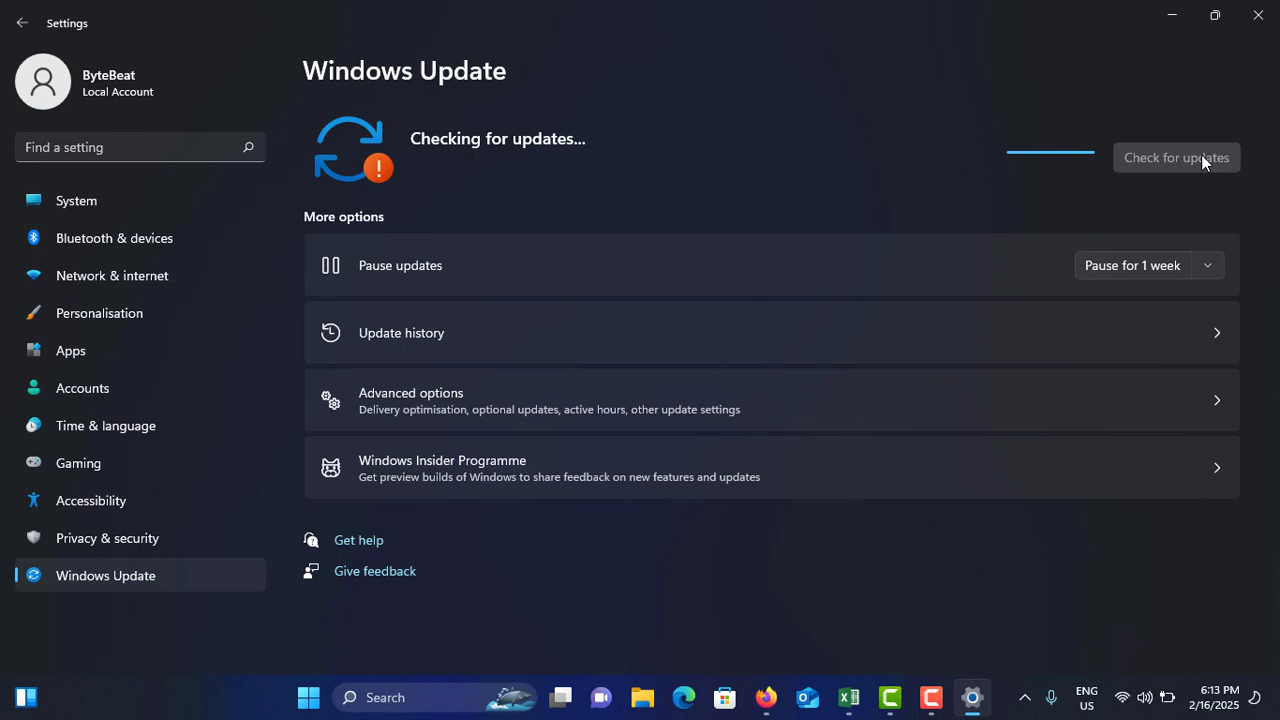 Settings
ByteBeat
Local Account
Find a setting
System
Bluetooth & devices
Network & internet
Personalisation
Apps
Accounts
Time & language
Gaming
Accessibility
Privacy & security
Windows Update
Windows Update
Checking for updates...
Check for updates
More options
Pause updates
Pause for 1 week
Update history
Advanced options
Delivery optimisation, optional updates, active hours, other update settings
Windows Insider Programme
Get preview builds of Windows to share feedback on new features and updates
Get help
Give feedback
Search
ENG
US
6:13 PM
2/16/2025